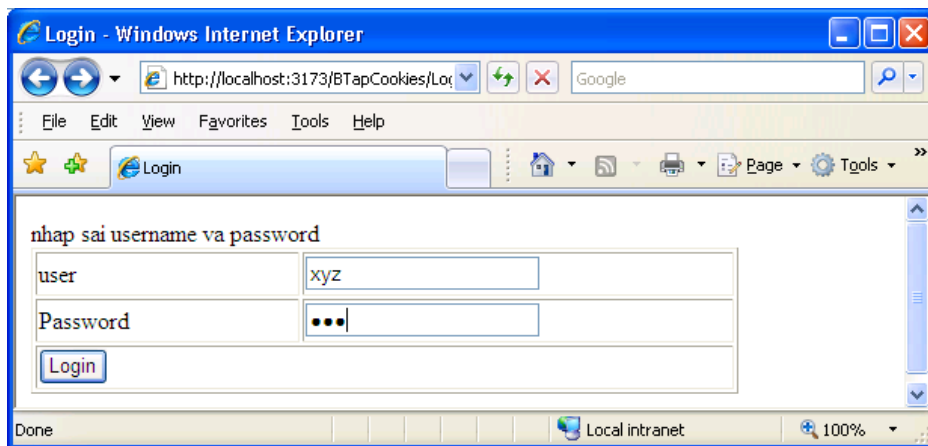 Login - Windows Internet Explorer
http://localhost:3173/BTapCookies/Log
Google
File Edit View Favorites Tools Help
Login
Page Tools »
nhap sai username va password
user xyz
Password •••
Login
Done Local intranet 100%